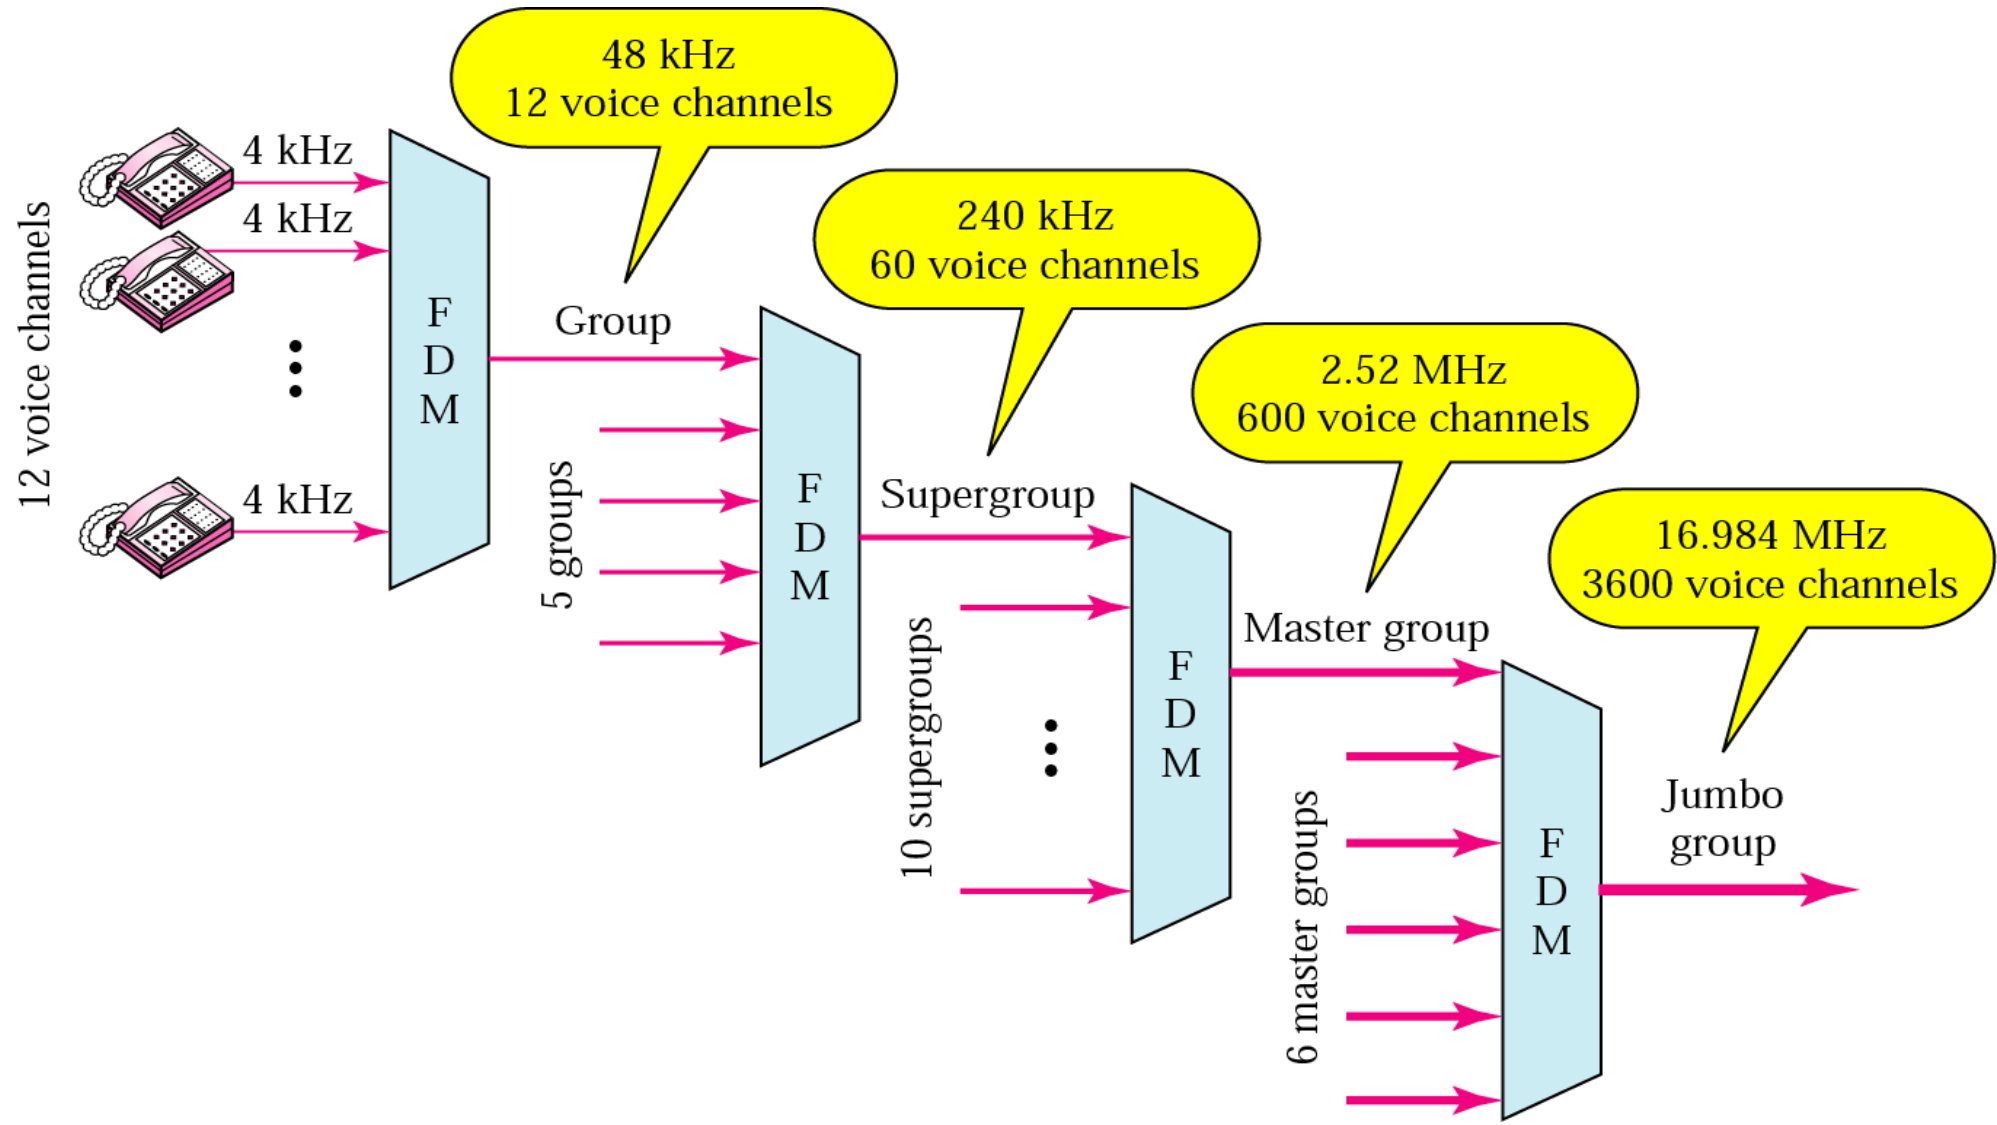 48 kHz
12 voice channels
4 kHz
4 kHz
4 kHz
12 voice channels
F
D
M
Group
240 kHz
60 voice channels
5 groups
F
D
M
Supergroup
2.52 MHz
600 voice channels
10 supergroups
F
D
M
Master group
16.984 MHz
3600 voice channels
6 master groups
F
D
M
Jumbo
group